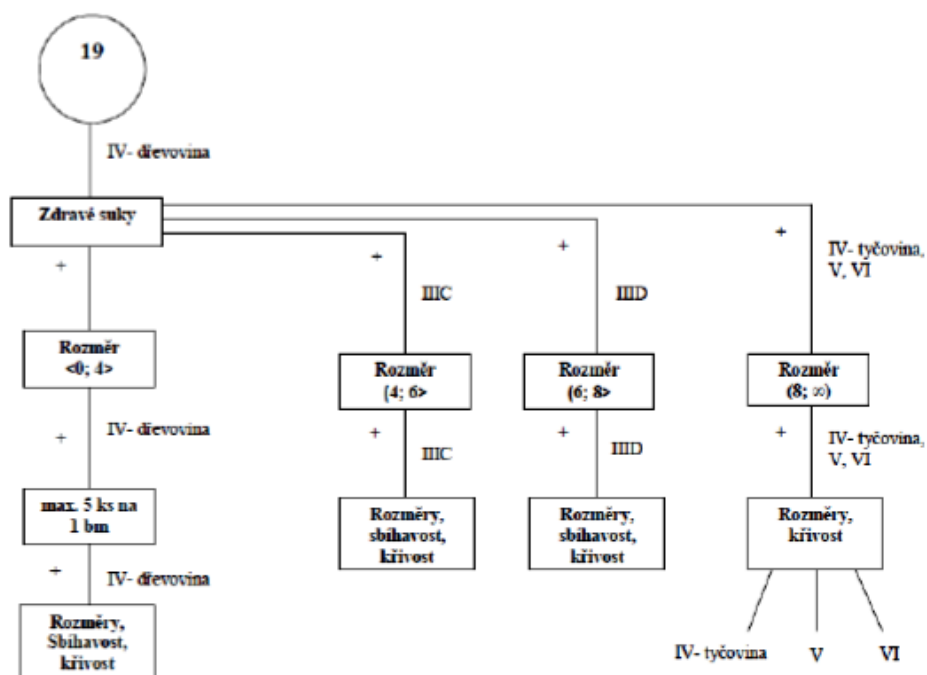 19
IV- dřevovina
Zdravé suky
+
+
+
+
IV- tyčovina,
V, VI
IIIC
IIID
Rozměr
<0; 4>
Rozměr
(4; 6>
Rozměr
(6; 8>
Rozměr
(8; ∞)
+
IV- dřevovina
+
IIIC
+
IIID
+
IV- tyčovina,
V, VI
max. 5 ks na
1 bm
Rozměry,
sbíhavost,
křivost
Rozměry,
sbíhavost,
křivost
Rozměry,
křivost
+
IV- dřevovina
Rozměry,
Sbíhavost,
křivost
IV- tyčovina
V
VI